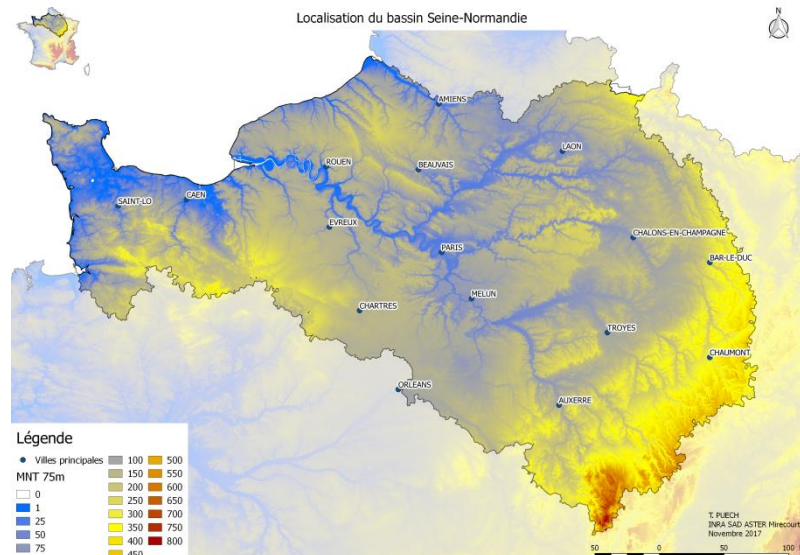 Localisation du bassin Seine-Normandie
N
AMIENS
LAON
ROUEN
BEAUVAIS
CAEN
SAINT-LO
EVREUX
CHALONS-EN-CHAMPAGNE
PARIS
BAR-LE-DUC
MELUN
CHARTRES
TROYES
CHAUMONT
ORLEANS
AUXERRE
Légende
Villes principales
MNT 75m
0
1
25
50
75
100
150
200
250
300
350
400
450
500
550
600
650
700
750
800
T. PUECH
INRA SAD ASTER Mirecourt
Novembre 2017
50 0 50 100